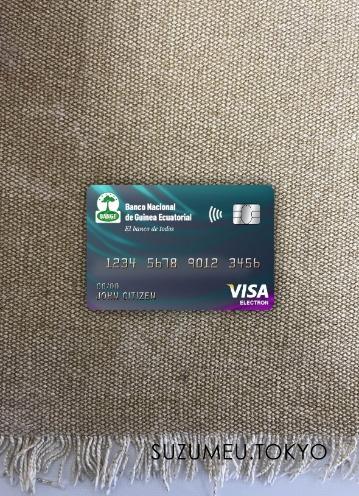 BANGE
Banco Nacional
de Guinea Ecuatorial
El banco de todos
1234 5678 9012 3456
00/00
JOHN CITIZEN
VISA
ELECTRON
SUZUMEU.TOKYO